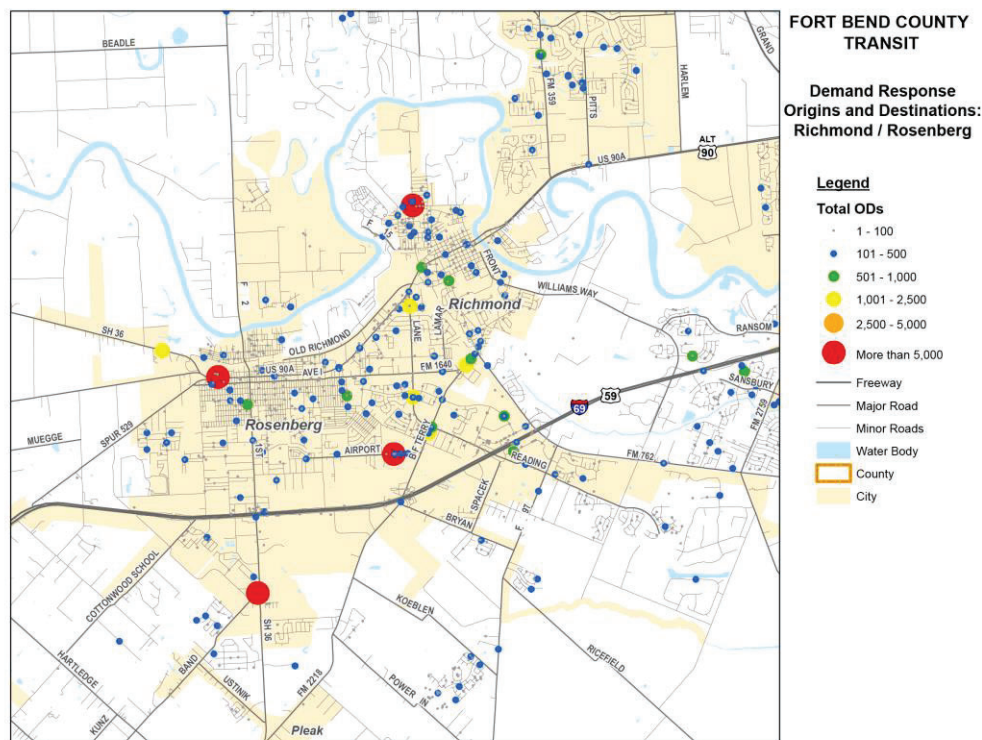 FORT BEND COUNTY
TRANSIT
Demand Response
Origins and Destinations:
Richmond / Rosenberg
Legend
Total ODs
1 - 100
101 - 500
501 - 1,000
1,001 - 2,500
2,500 - 5,000
More than 5,000
Freeway
Major Road
Minor Roads
Water Body
County
City
BEADLE
GRAND
HARLEM
FM 359
PITTS
ALT
90
US 90A
F 15
FRONT
WILLIAMS WAY
F 2
Richmond
LAMAR
LANE
OLD RICHMOND
SH 36
RANSOM
US 90A
AVE I
FM 1640
59
69
SANSBURY
FM 2759
MUEGGE
SPUR 529
Rosenberg
1ST
AIRPORT
B F TERRY
READING
FM 762
SPACEK
BRYAN
COTTONWOOD SCHOOL
KOEBLEN
SH 36
BAND
RICEFIELD
HARTLEDGE
USTINIK
FM 2218
POWER
KUNZ
Pleak